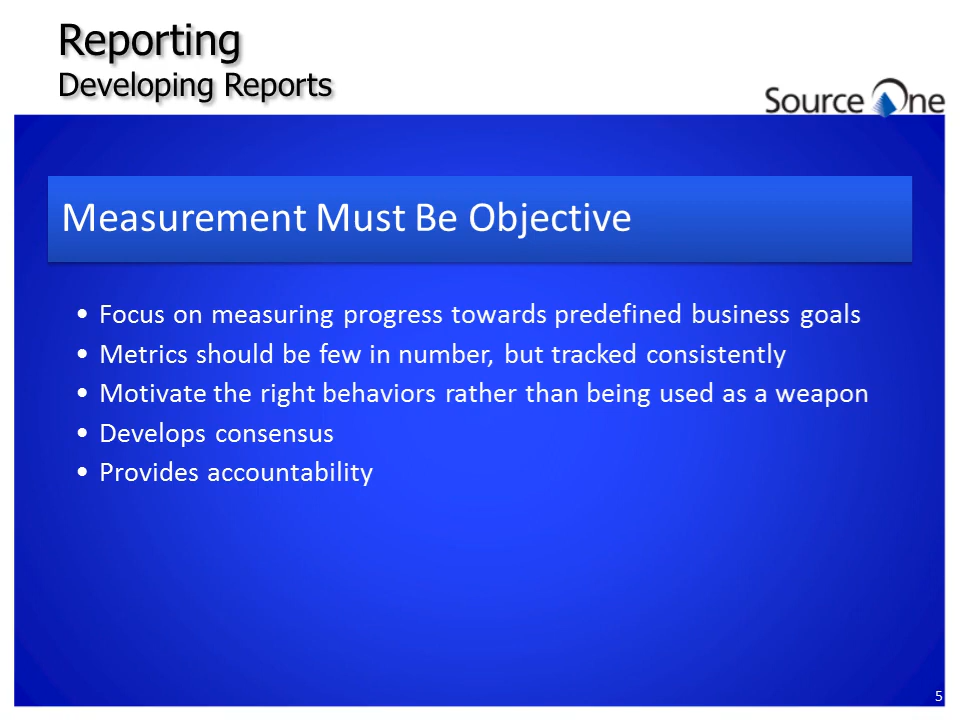 Reporting
Developing Reports
Source One
Measurement Must Be Objective
• Focus on measuring progress towards predefined business goals
• Metrics should be few in number, but tracked consistently
• Motivate the right behaviors rather than being used as a weapon
• Develops consensus
• Provides accountability
5